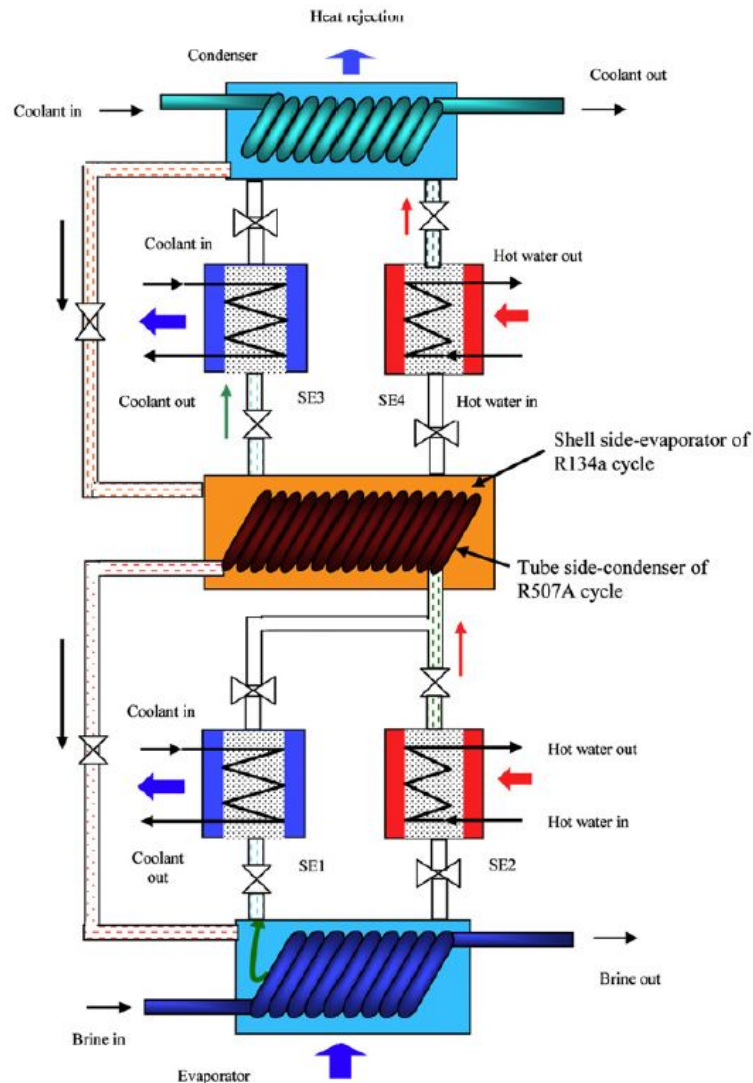 Heat rejection
Condenser
Coolant out
Coolant in
Coolant in
Hot water out
Coolant out
SE3
SE4
Hot water in
Shell side-evaporator of
R134a cycle
Tube side-condenser of
R507A cycle
Coolant in
Hot water out
Hot water in
Coolant
out
SE1
SE2
Brine out
Brine in
Evaporator